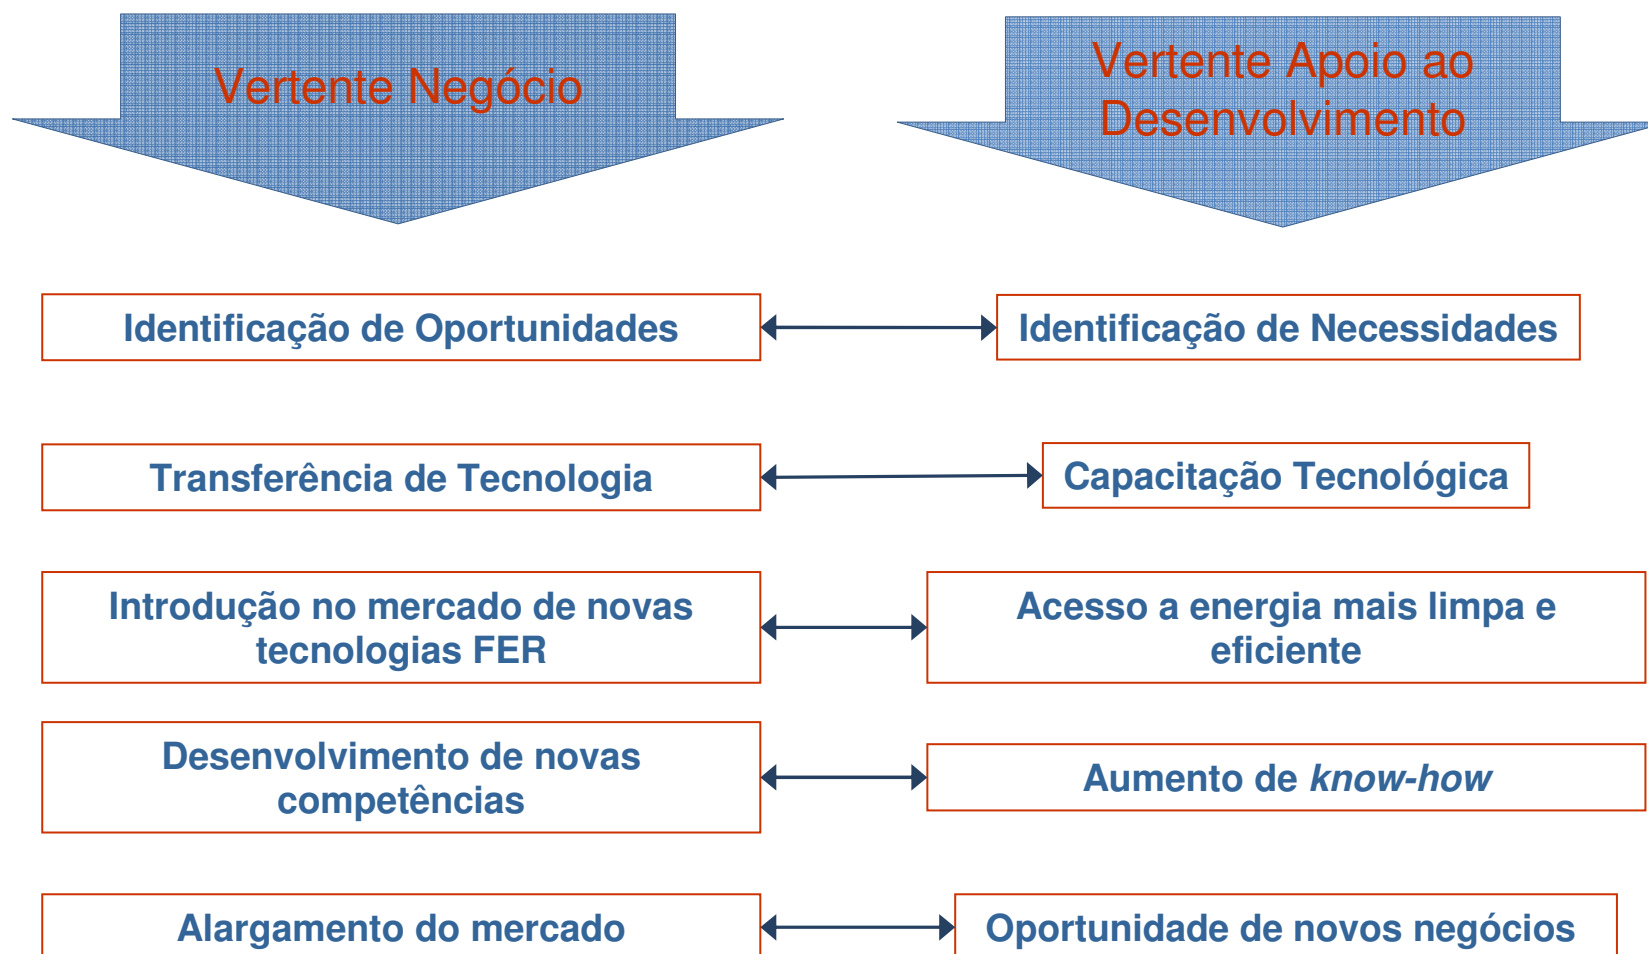 Vertente Negócio
Vertente Apoio ao
Desenvolvimento
Identificação de Oportunidades
Identificação de Necessidades
Transferência de Tecnologia
Capacitação Tecnológica
Introdução no mercado de novas
tecnologias FER
Acesso a energia mais limpa e
eficiente
Desenvolvimento de novas
competências
Aumento de know-how
Alargamento do mercado
Oportunidade de novos negócios